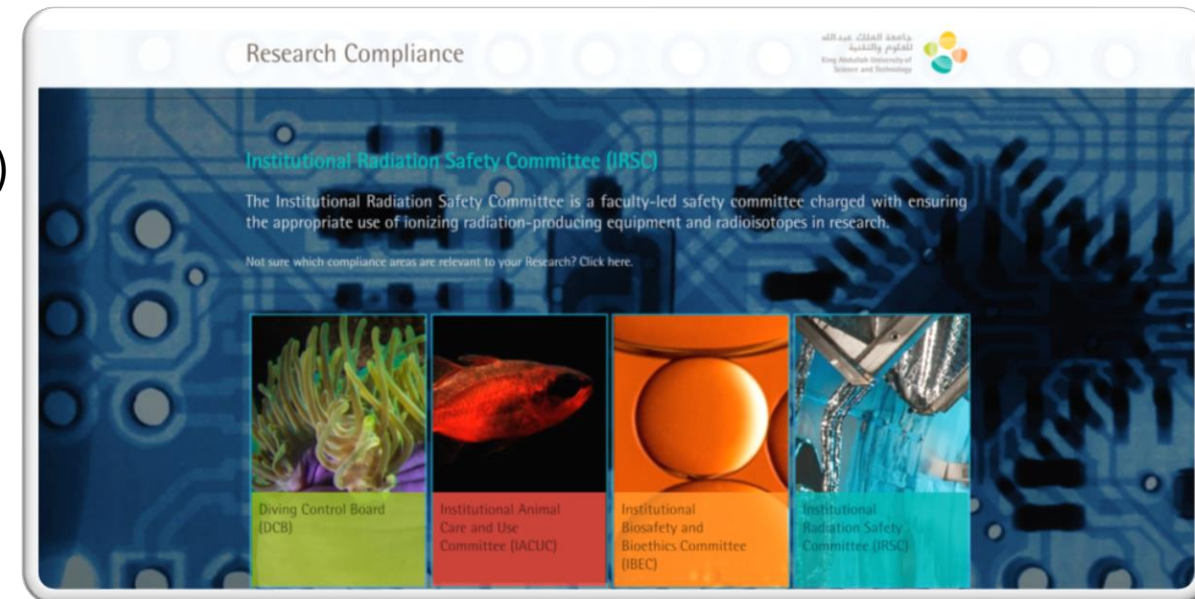 )
Research Compliance
جامعة الملك عبدالله
للعلوم والتقنية
King Abdullah University of
Science and Technology
Institutional Radiation Safety Committee (IRSC)
The Institutional Radiation Safety Committee is a faculty-led safety committee charged with ensuring
the appropriate use of ionizing radiation-producing equipment and radioisotopes in research.
Not sure which compliance areas are relevant to your Research? Click here.
Diving Control Board
(DCB)
Institutional Animal
Care and Use
Committee (IACUC)
Institutional
Biosafety and
Bioethics Committee
(IBEC)
Institutional
Radiation Safety
Committee (IRSC)